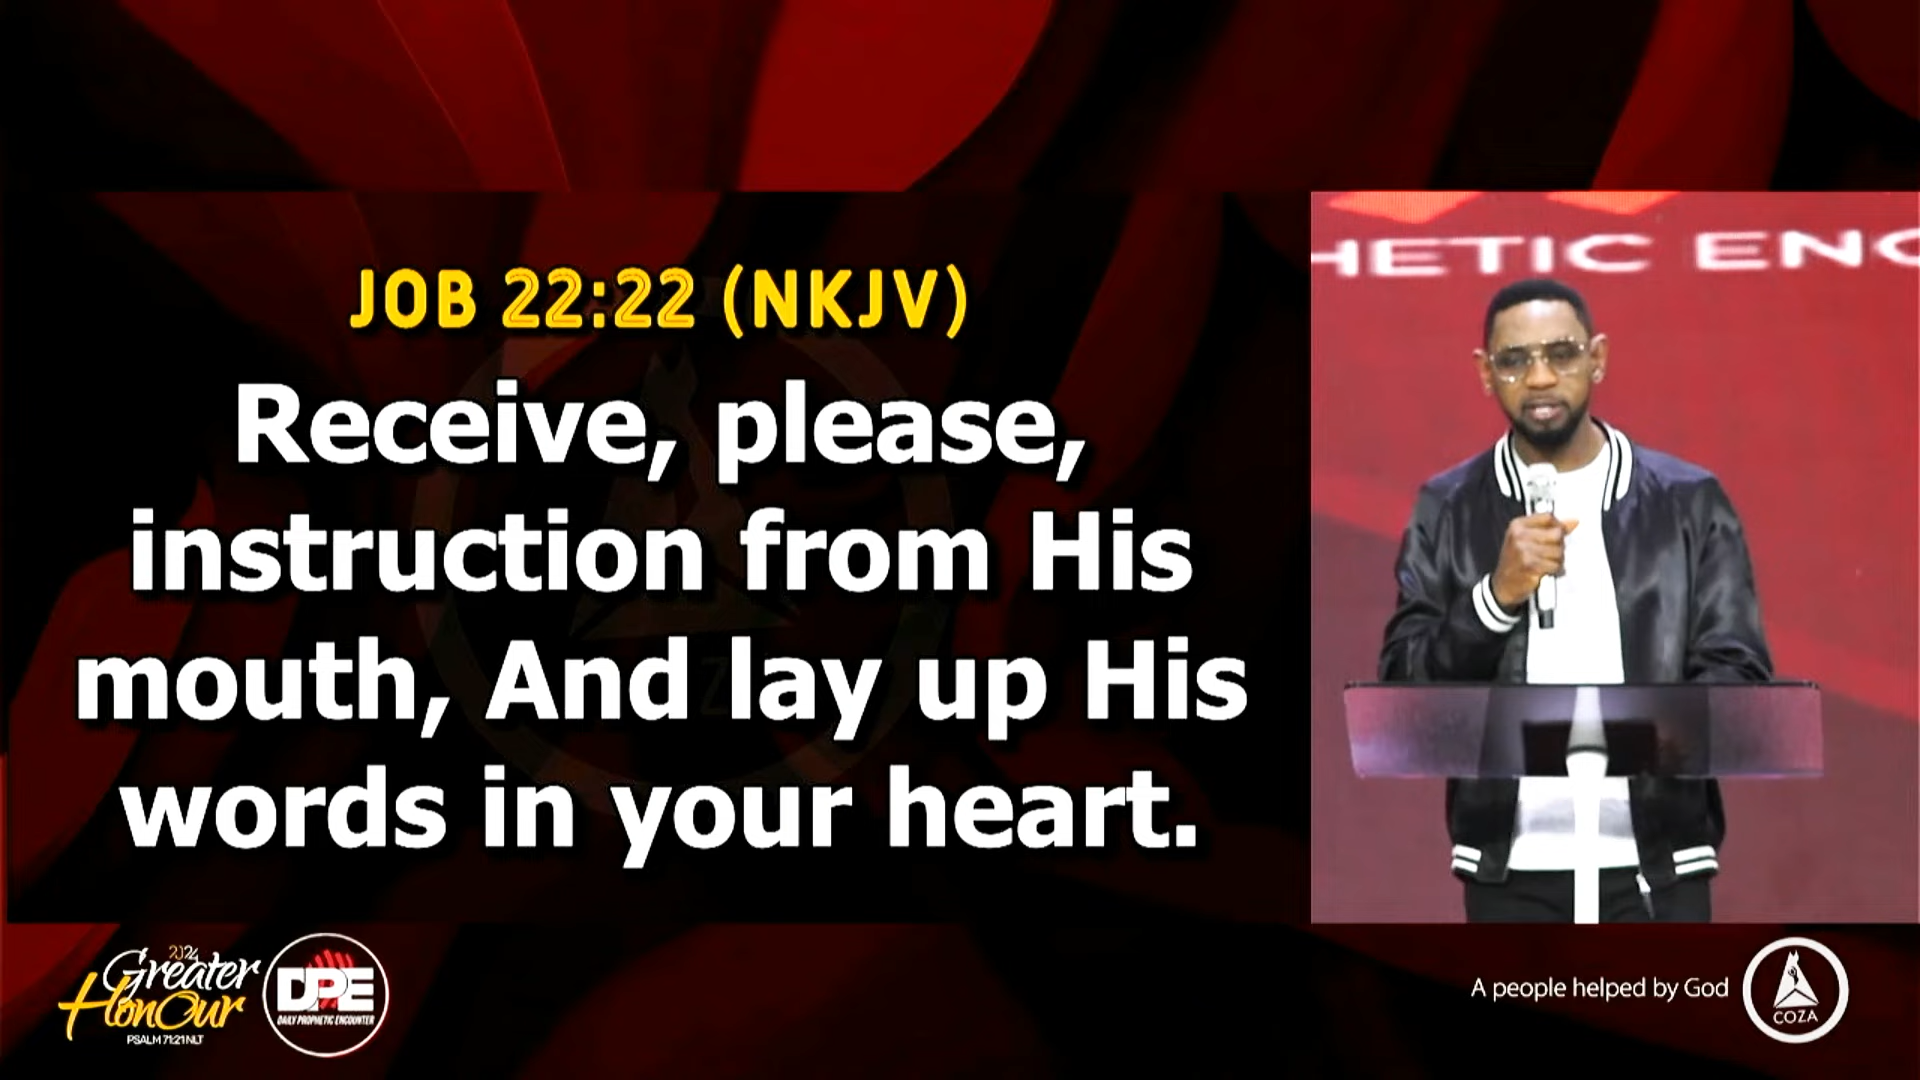 JOB 22:22 (NKJV)
Receive, please,
instruction from His
mouth, And lay up His
words in your heart.
HETIC ENC
2024
Greater
HonOur
PSALM 71:21 NLT
DPE
DAILY PROPHETIC ENCOUNTER
A people helped by God
COZA